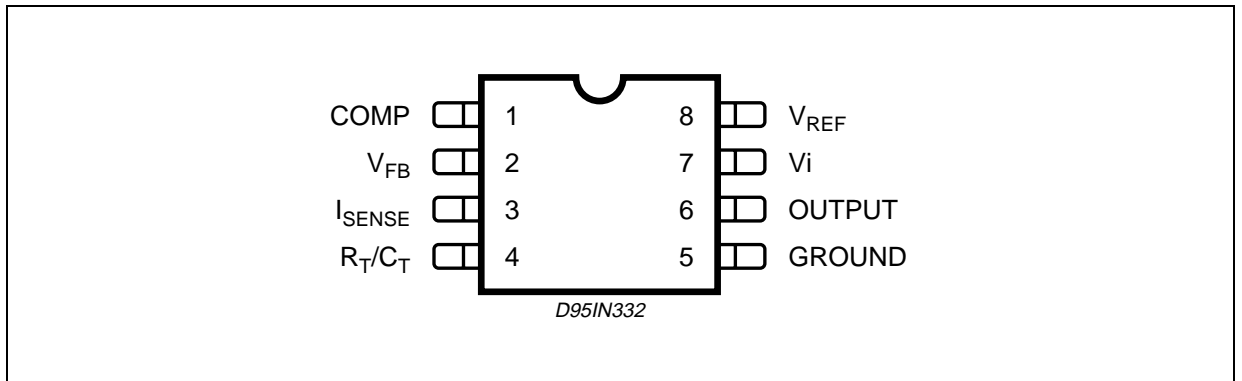 COMP 1 8 VREF
VFB 2 7 Vi
ISENSE 3 6 OUTPUT
RT/CT 4 5 GROUND
D95IN332